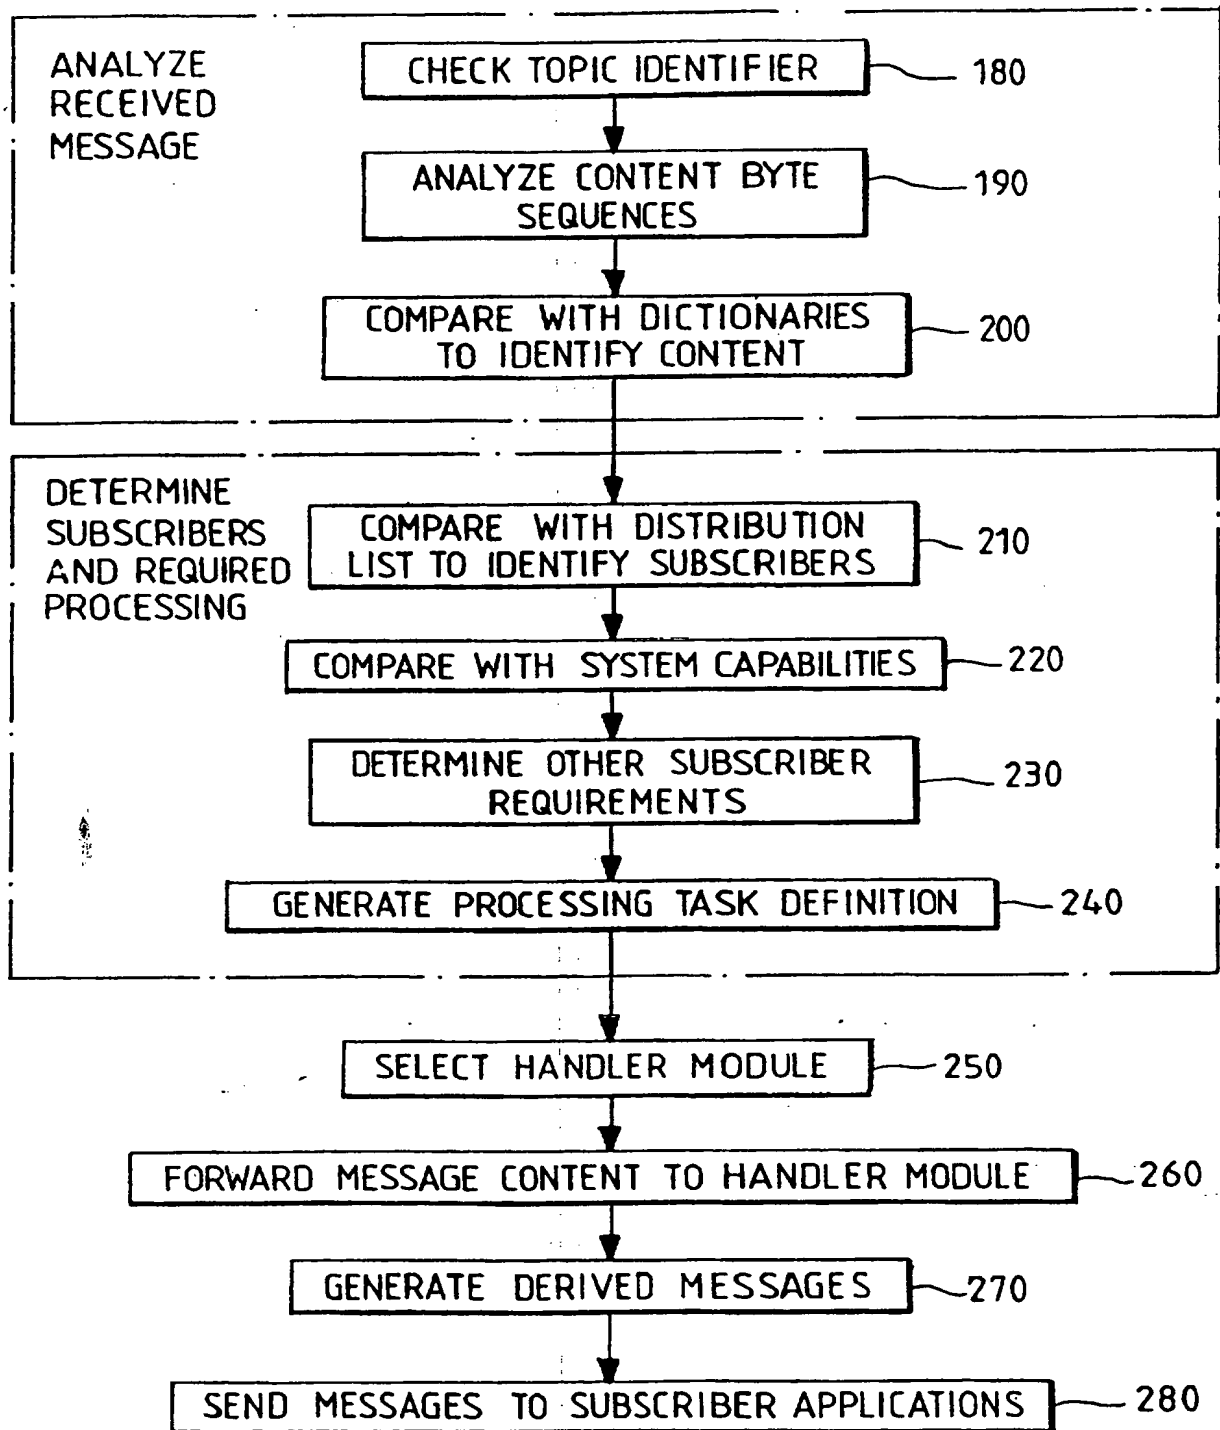 ANALYZE
RECEIVED
MESSAGE
CHECK TOPIC IDENTIFIER
180
ANALYZE CONTENT BYTE
SEQUENCES
190
COMPARE WITH DICTIONARIES
TO IDENTIFY CONTENT
200
DETERMINE
SUBSCRIBERS
AND REQUIRED
PROCESSING
COMPARE WITH DISTRIBUTION
LIST TO IDENTIFY SUBSCRIBERS
210
COMPARE WITH SYSTEM CAPABILITIES
220
DETERMINE OTHER SUBSCRIBER
REQUIREMENTS
230
GENERATE PROCESSING TASK DEFINITION
240
SELECT HANDLER MODULE
250
FORWARD MESSAGE CONTENT TO HANDLER MODULE
260
GENERATE DERIVED MESSAGES
270
SEND MESSAGES TO SUBSCRIBER APPLICATIONS
280